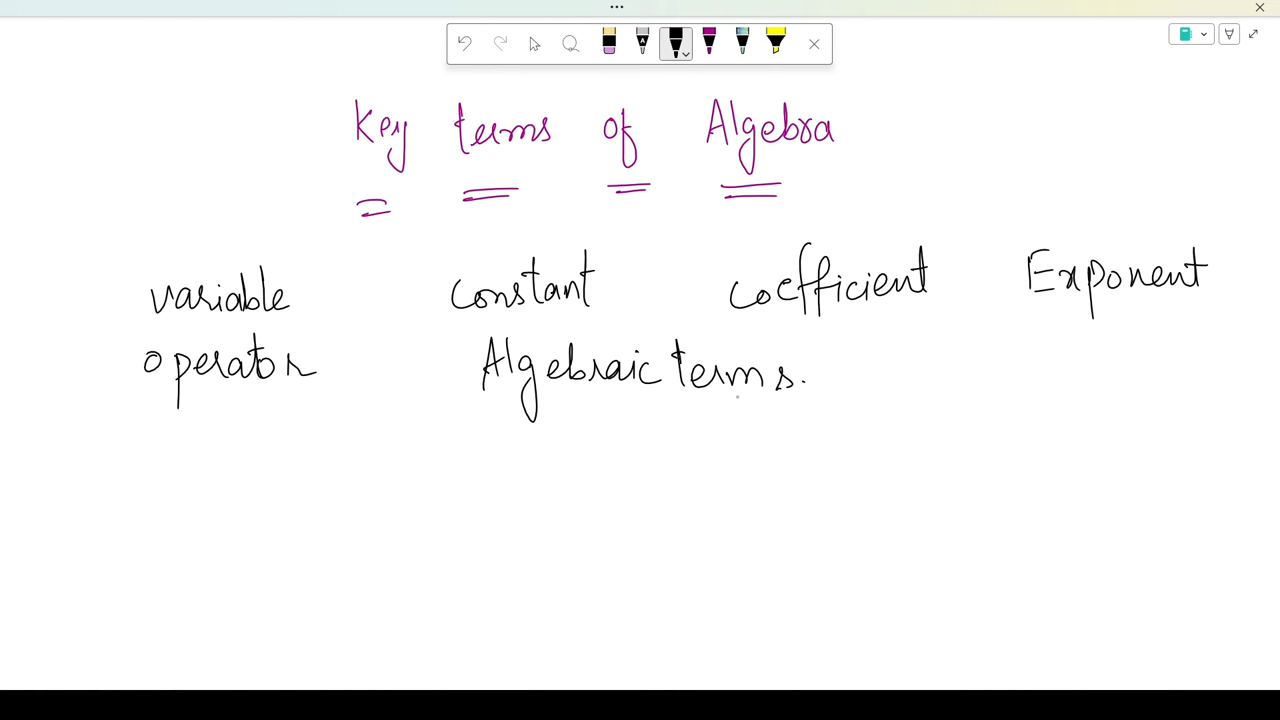 Key terms of Algebra
variable constant coefficient Exponent
operator Algebraic terms.